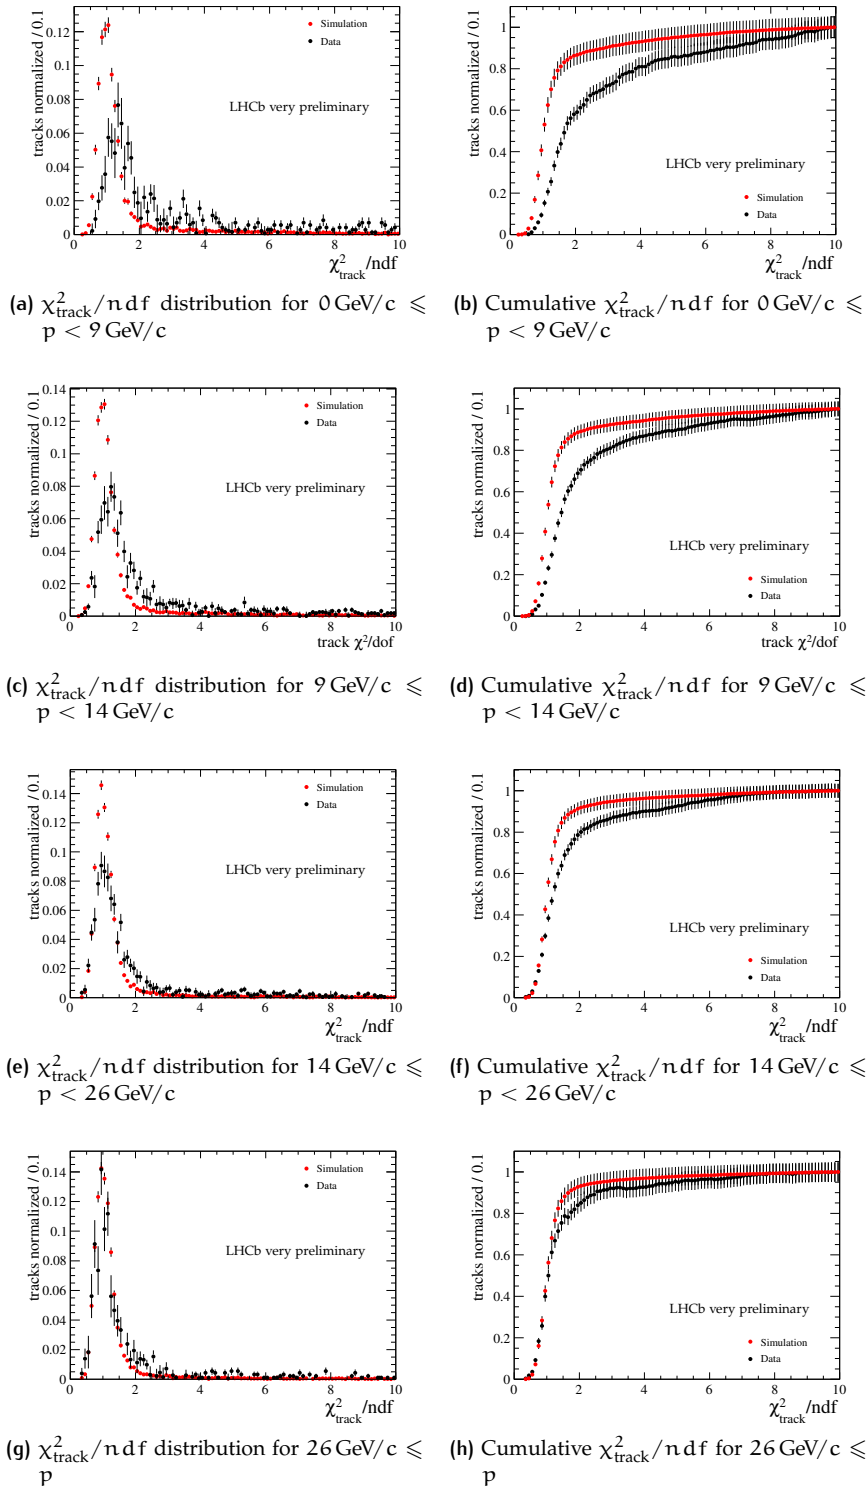 tracks normalized / 0.1
0.12
0.1
0.08
0.06
0.04
0.02
0
Simulation
Data
LHCb very preliminary
0 2 4 6 8 10
χ²track/ndf
(a) χ²track/ndf distribution for 0 GeV/c ⩽
p < 9 GeV/c
tracks normalized / 0.1
1
0.8
0.6
0.4
0.2
0
LHCb very preliminary
Simulation
Data
0 2 4 6 8 10
χ²track/ndf
(b) Cumulative χ²track/ndf for 0 GeV/c ⩽
p < 9 GeV/c
tracks normalized / 0.1
0.14
0.12
0.1
0.08
0.06
0.04
0.02
0
Simulation
Data
LHCb very preliminary
0 2 4 6 8 10
track χ²/dof
(c) χ²track/ndf distribution for 9 GeV/c ⩽
p < 14 GeV/c
tracks normalized / 0.1
1
0.8
0.6
0.4
0.2
0
LHCb very preliminary
Simulation
Data
0 2 4 6 8 10
track χ²/dof
(d) Cumulative χ²track/ndf for 9 GeV/c ⩽
p < 14 GeV/c
tracks normalized / 0.1
0.14
0.12
0.1
0.08
0.06
0.04
0.02
0
Simulation
Data
LHCb very preliminary
0 2 4 6 8 10
χ²track/ndf
(e) χ²track/ndf distribution for 14 GeV/c ⩽
p < 26 GeV/c
tracks normalized / 0.1
1
0.8
0.6
0.4
0.2
0
LHCb very preliminary
Simulation
Data
0 2 4 6 8 10
χ²track/ndf
(f) Cumulative χ²track/ndf for 14 GeV/c ⩽
p < 26 GeV/c
tracks normalized / 0.1
0.14
0.12
0.1
0.08
0.06
0.04
0.02
0
Simulation
Data
LHCb very preliminary
0 2 4 6 8 10
χ²track/ndf
(g) χ²track/ndf distribution for 26 GeV/c ⩽
p
tracks normalized / 0.1
1
0.8
0.6
0.4
0.2
0
LHCb very preliminary
Simulation
Data
0 2 4 6 8 10
χ²track/ndf
(h) Cumulative χ²track/ndf for 26 GeV/c ⩽
p